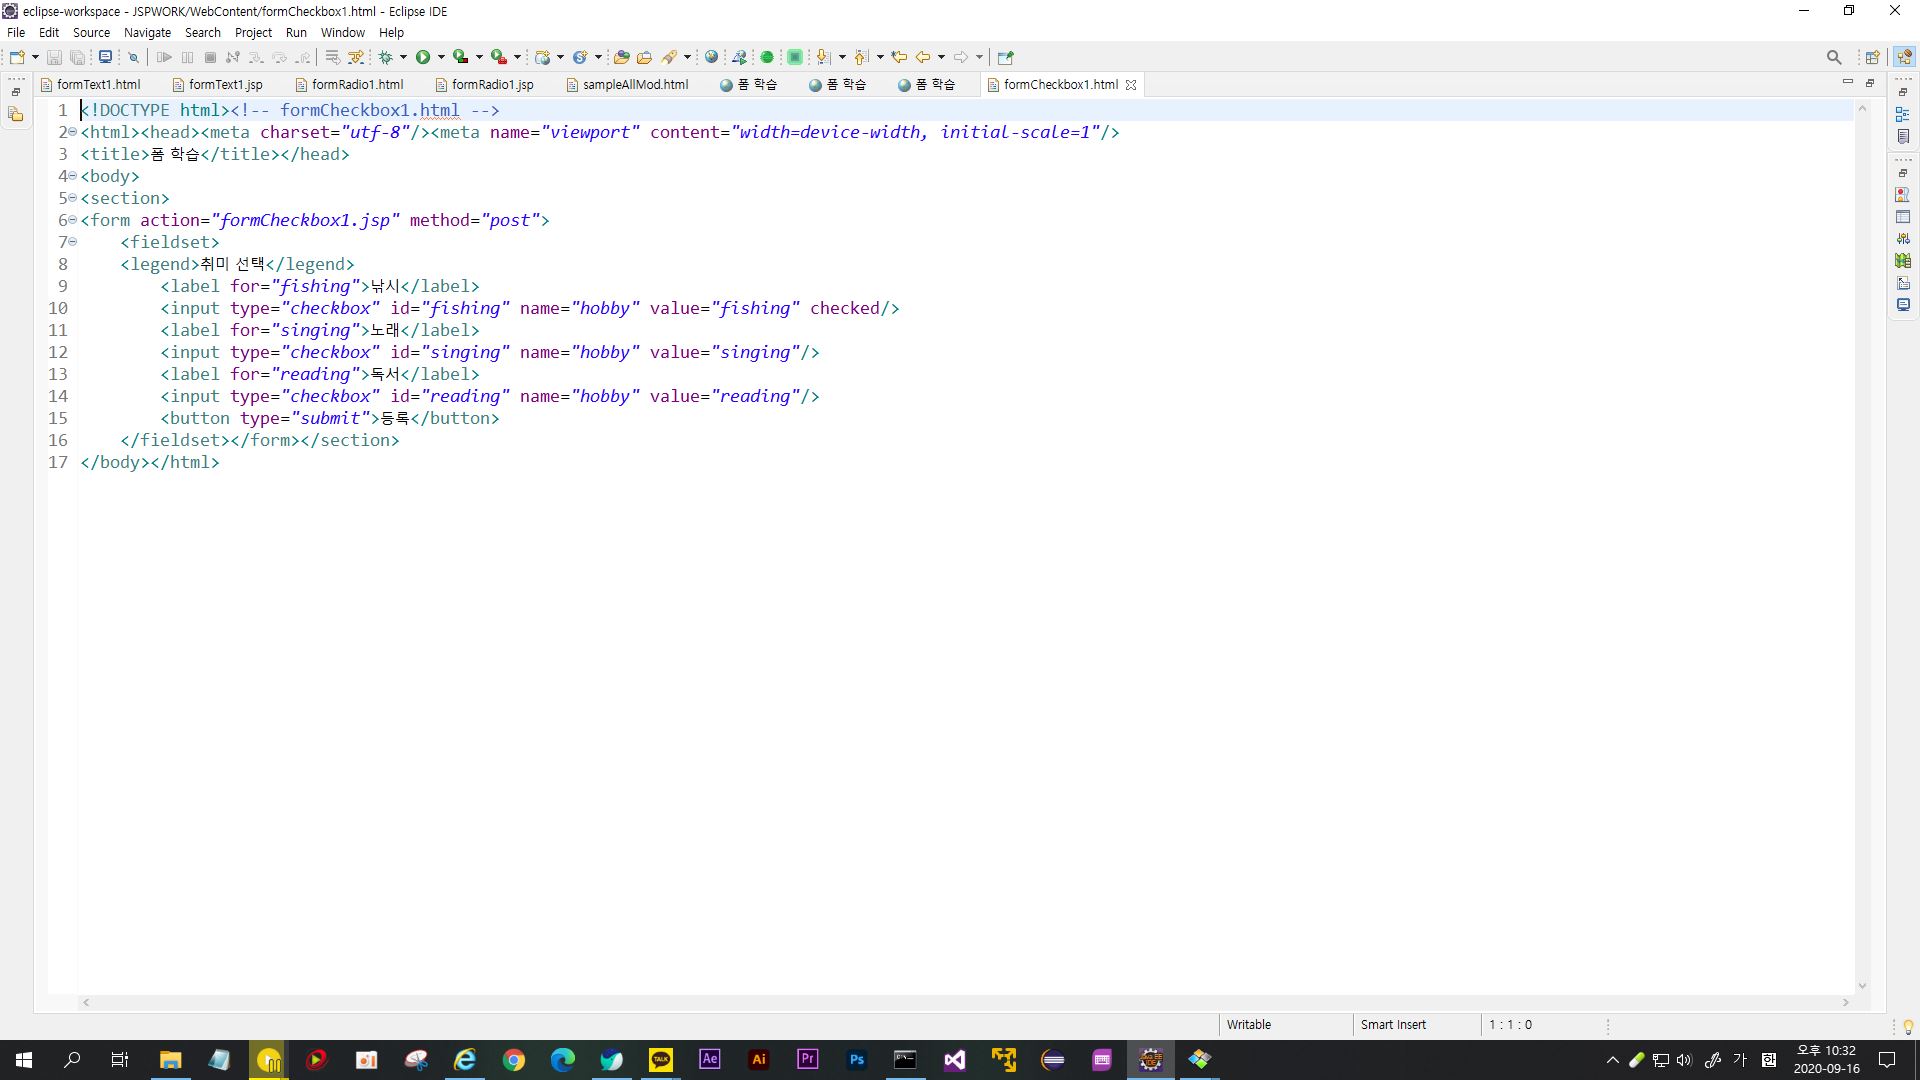 eclipse-workspace - JSPWORK/WebContent/formCheckbox1.html - Eclipse IDE
File Edit Source Navigate Search Project Run Window Help
formText1.html formText1.jsp formRadio1.html formRadio1.jsp sampleAllMod.html 폼 학습 폼 학습 폼 학습 formCheckbox1.html
1 <!DOCTYPE html><!-- formCheckbox1.html -->
2 <html><head><meta charset="utf-8"/><meta name="viewport" content="width=device-width, initial-scale=1"/>
3 <title>폼 학습</title></head>
4 <body>
5 <section>
6 <form action="formCheckbox1.jsp" method="post">
7     <fieldset>
8     <legend>취미 선택</legend>
9         <label for="fishing">낚시</label>
10         <input type="checkbox" id="fishing" name="hobby" value="fishing" checked/>
11         <label for="singing">노래</label>
12         <input type="checkbox" id="singing" name="hobby" value="singing"/>
13         <label for="reading">독서</label>
14         <input type="checkbox" id="reading" name="hobby" value="reading"/>
15         <button type="submit">등록</button>
16     </fieldset></form></section>
17 </body></html>
Writable Smart Insert 1 : 1 : 0
TALK Ae Ai Pr Ps 가 오후 10:32
2020-09-16